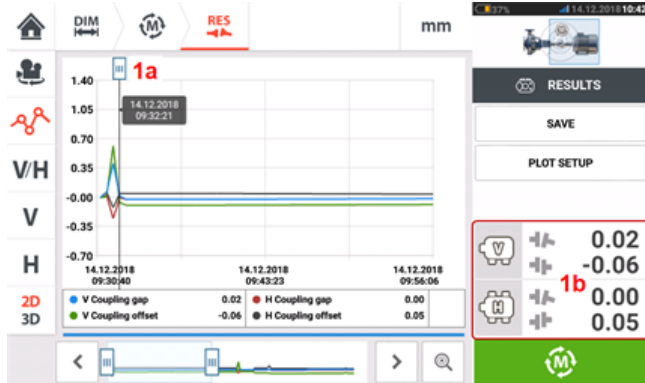 DIM
M
RES
mm
37%
14.12.2018 10:42
1a
RESULTS
SAVE
PLOT SETUP
14.12.2018
09:32:21
1.40
1.05
0.70
0.35
-0.00
-0.35
-0.70
14.12.2018
09:30:40
14.12.2018
09:43:23
14.12.2018
09:56:06
V/H
V
H
2D
3D
V Coupling gap 0.02 H Coupling gap 0.00
V Coupling offset -0.06 H Coupling offset 0.05
V
0.02
-0.06
1b
H
0.00
0.05
M